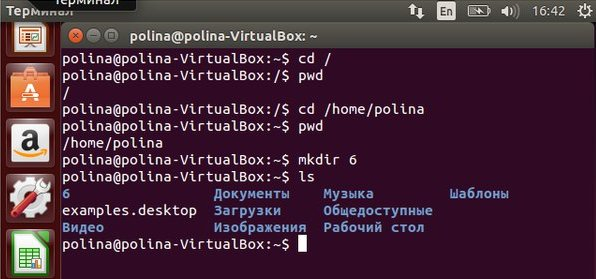 Терминал
Терминал
En
16:42
polina@polina-VirtualBox: ~
polina@polina-VirtualBox:~$ cd /
polina@polina-VirtualBox:/$ pwd
/
polina@polina-VirtualBox:/$ cd /home/polina
polina@polina-VirtualBox:~$ pwd
/home/polina
polina@polina-VirtualBox:~$ mkdir 6
polina@polina-VirtualBox:~$ ls
6 Документы Музыка Шаблоны
examples.desktop Загрузки Общедоступные
Видео Изображения Рабочий стол
polina@polina-VirtualBox:~$